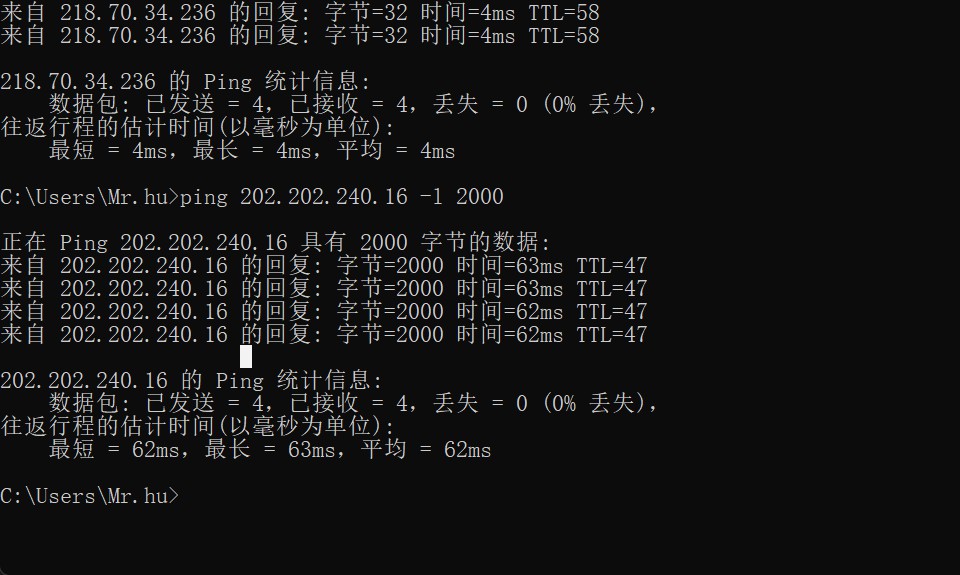 来自 218.70.34.236 的回复: 字节=32 时间=4ms TTL=58
来自 218.70.34.236 的回复: 字节=32 时间=4ms TTL=58
218.70.34.236 的 Ping 统计信息:
数据包: 已发送 = 4，已接收 = 4，丢失 = 0 (0% 丢失)，
往返行程的估计时间(以毫秒为单位):
最短 = 4ms，最长 = 4ms，平均 = 4ms
C:\Users\Mr.hu>ping 202.202.240.16 -l 2000
正在 Ping 202.202.240.16 具有 2000 字节的数据:
来自 202.202.240.16 的回复: 字节=2000 时间=63ms TTL=47
来自 202.202.240.16 的回复: 字节=2000 时间=63ms TTL=47
来自 202.202.240.16 的回复: 字节=2000 时间=62ms TTL=47
来自 202.202.240.16 的回复: 字节=2000 时间=62ms TTL=47
202.202.240.16 的 Ping 统计信息:
数据包: 已发送 = 4，已接收 = 4，丢失 = 0 (0% 丢失)，
往返行程的估计时间(以毫秒为单位):
最短 = 62ms，最长 = 63ms，平均 = 62ms
C:\Users\Mr.hu>